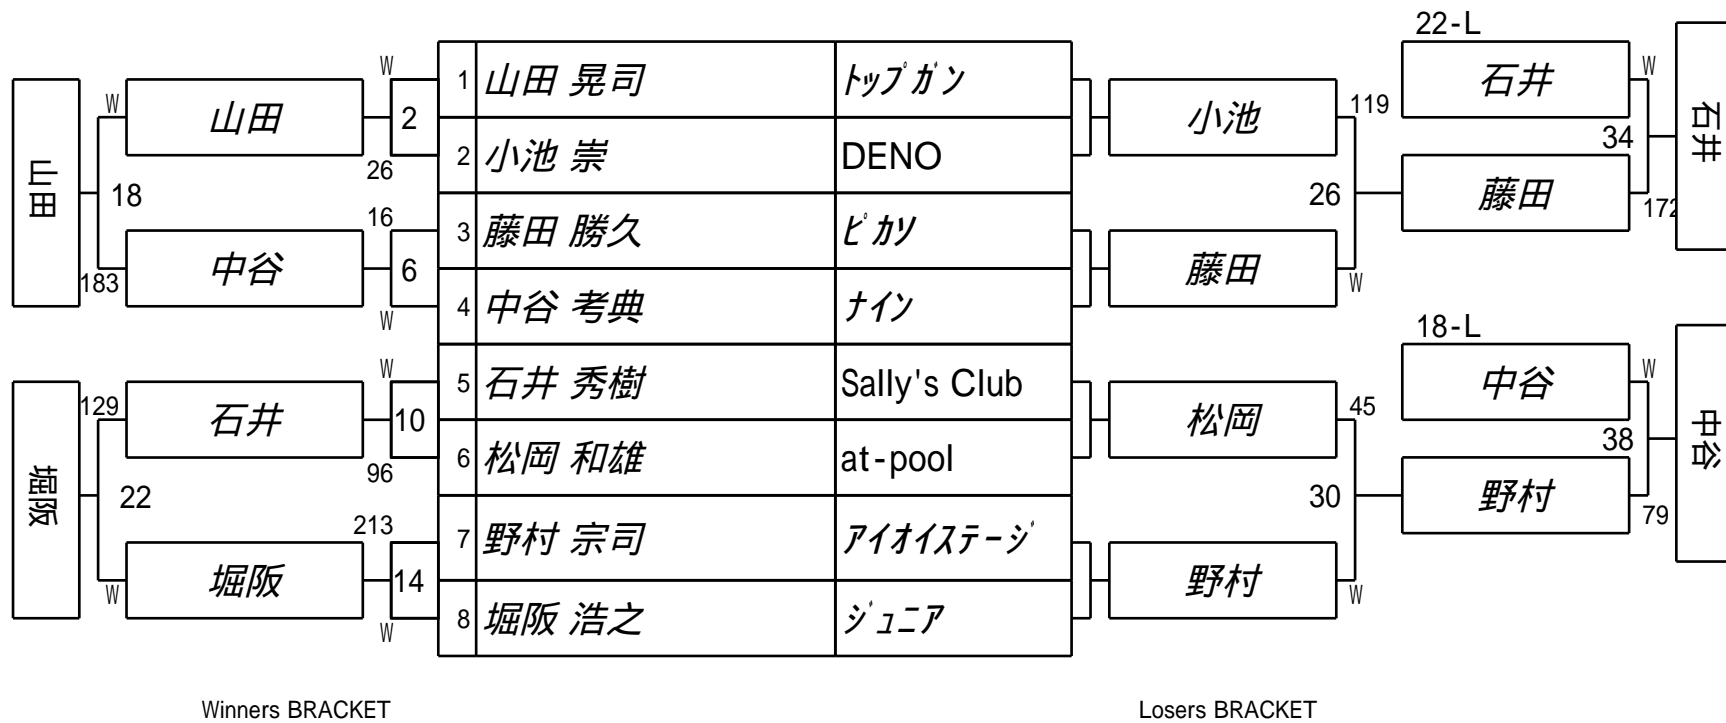 22-L
W
1 山田 晃司 トップガン
W
山田
2
W
小池
119
石井
34
石井
2 小池 崇 DENO
26
山田
18
26
藤田
172
16
3 藤田 勝久 ピカソ
183
中谷
6
藤田
W
4 中谷 考典 ナイン
W
18-L
W
5 石井 秀樹 Sally's Club
W
129
石井
10
松岡
45
中谷
38
中谷
6 松岡 和雄 at-pool
96
堀阪
22
30
野村
79
213
7 野村 宗司 アイオイステージ
W
堀阪
14
野村
W
8 堀阪 浩之 ジュニア
W
Winners BRACKET
Losers BRACKET